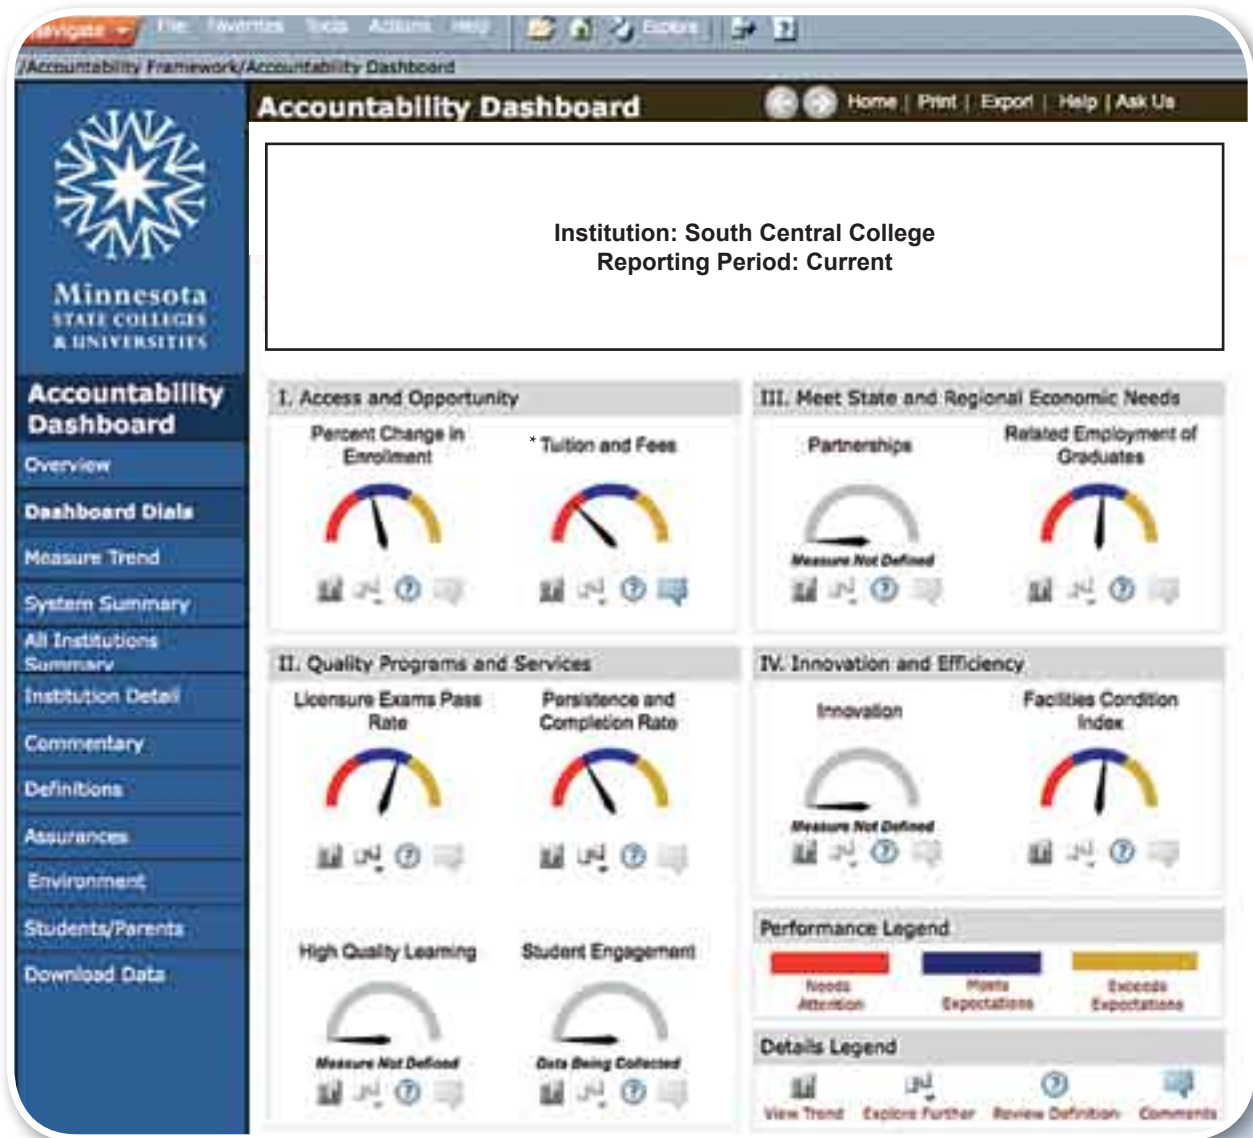 Navigate File Favorites Tools Actions Help Explore
/Accountability Framework/Accountability Dashboard
Accountability Dashboard
Home | Print | Export | Help | Ask Us
Minnesota
STATE COLLEGES
& UNIVERSITIES
Institution: South Central College
Reporting Period: Current
Accountability
Dashboard
Overview
Dashboard Dials
Measure Trend
System Summary
All Institutions
Summary
Institution Detail
Commentary
Definitions
Assurances
Environment
Students/Parents
Download Data
I. Access and Opportunity
Percent Change in
Enrollment
* Tuition and Fees
II. Quality Programs and Services
Licensure Exams Pass
Rate
Persistence and
Completion Rate
High Quality Learning
Measure Not Defined
Student Engagement
Data Being Collected
III. Meet State and Regional Economic Needs
Partnerships
Measure Not Defined
Related Employment of
Graduates
IV. Innovation and Efficiency
Innovation
Measure Not Defined
Facilities Condition
Index
Performance Legend
Needs
Attention
Meets
Expectations
Exceeds
Expectations
Details Legend
View Trend
Explore Further
Review Definition
Comments